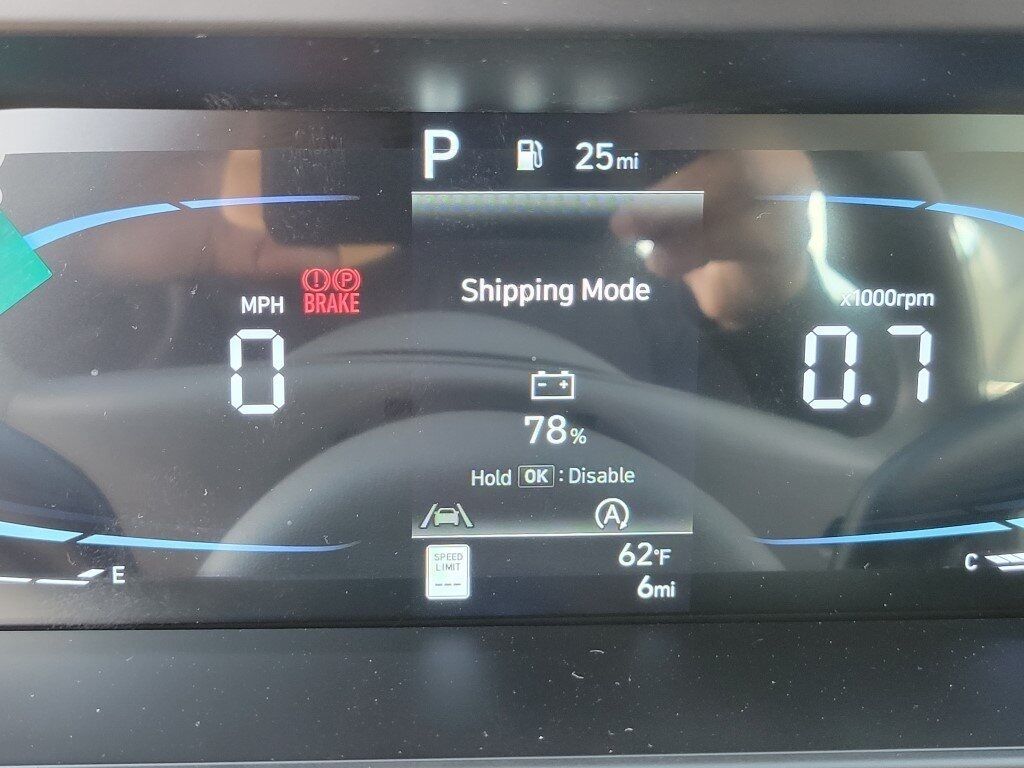 P 25mi
Shipping Mode
MPH
BRAKE
x1000rpm
0
0.7
78%
Hold OK : Disable
A
SPEED
LIMIT
---
62°F
6mi
E
C